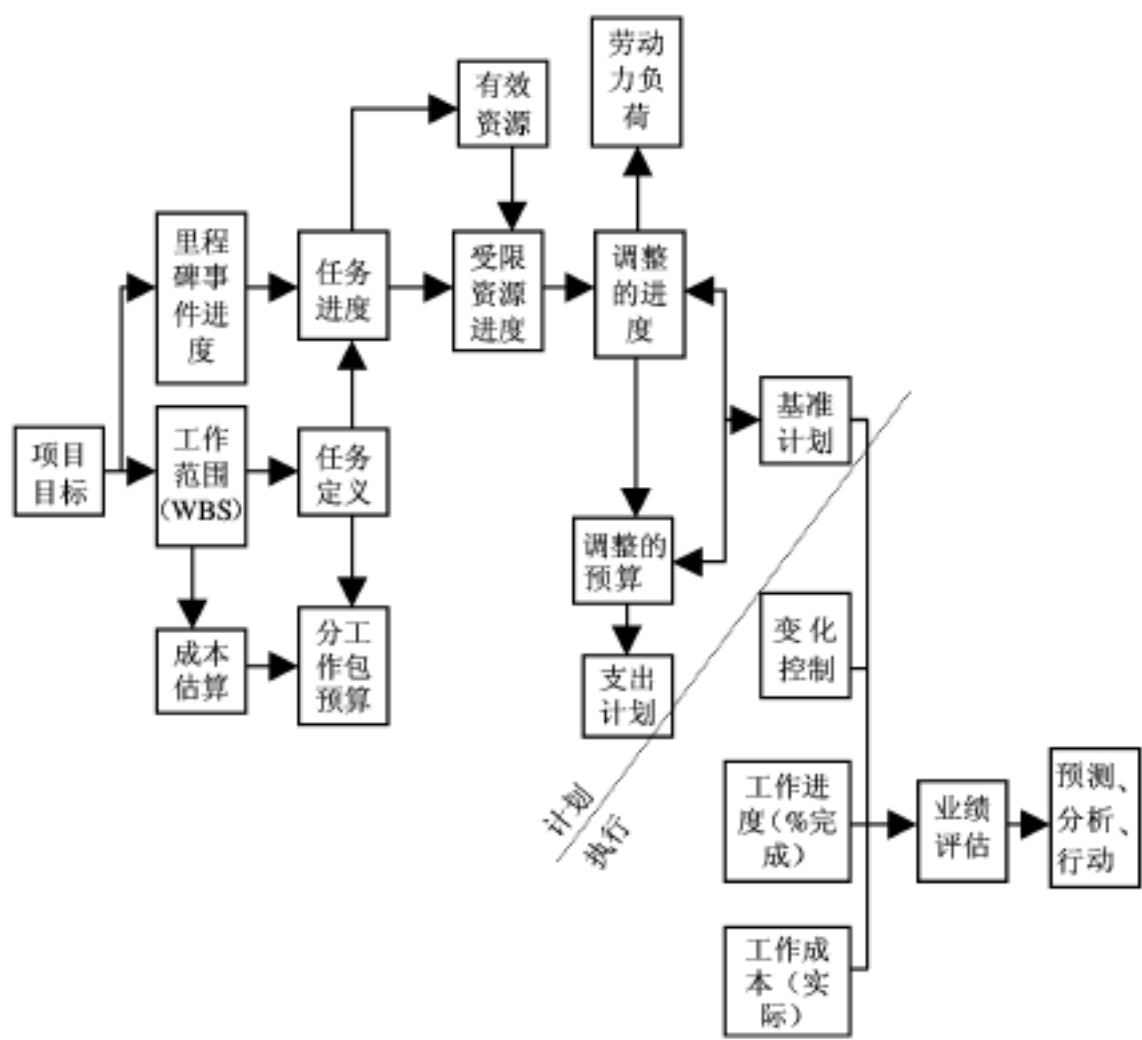 劳动
力负
荷
有效
资源
里程
碑事
件进
度
任务
进度
受限
资源
进度
调整
的进
度
基准
计划
项目
目标
工作
范围
(WBS)
任务
定义
调整的
预算
成本
估算
分工
作包
预算
支出
计划
变化
控制
计划
执行
工作进
度(%完
成)
业绩
评估
预测、
分析、
行动
工作成
本(实
际)